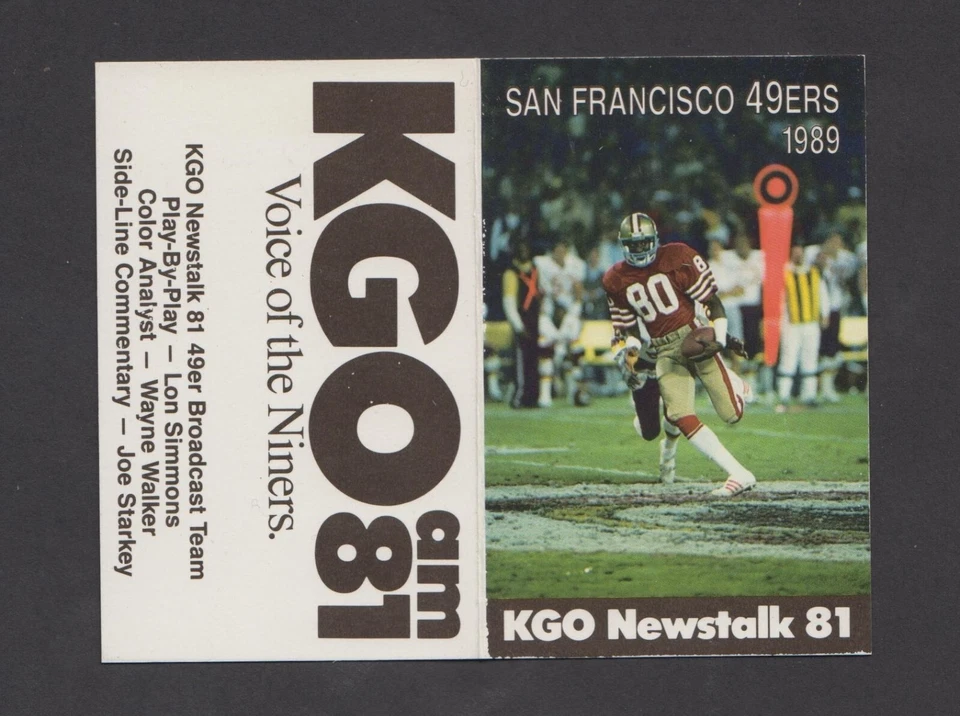 KGO am
81
Voice of the Niners.
KGO Newstalk 81 49er Broadcast Team
Play-By-Play – Lon Simmons
Color Analyst – Wayne Walker
Side-Line Commentary – Joe Starkey
SAN FRANCISCO 49ERS
1989
80
80
KGO Newstalk 81